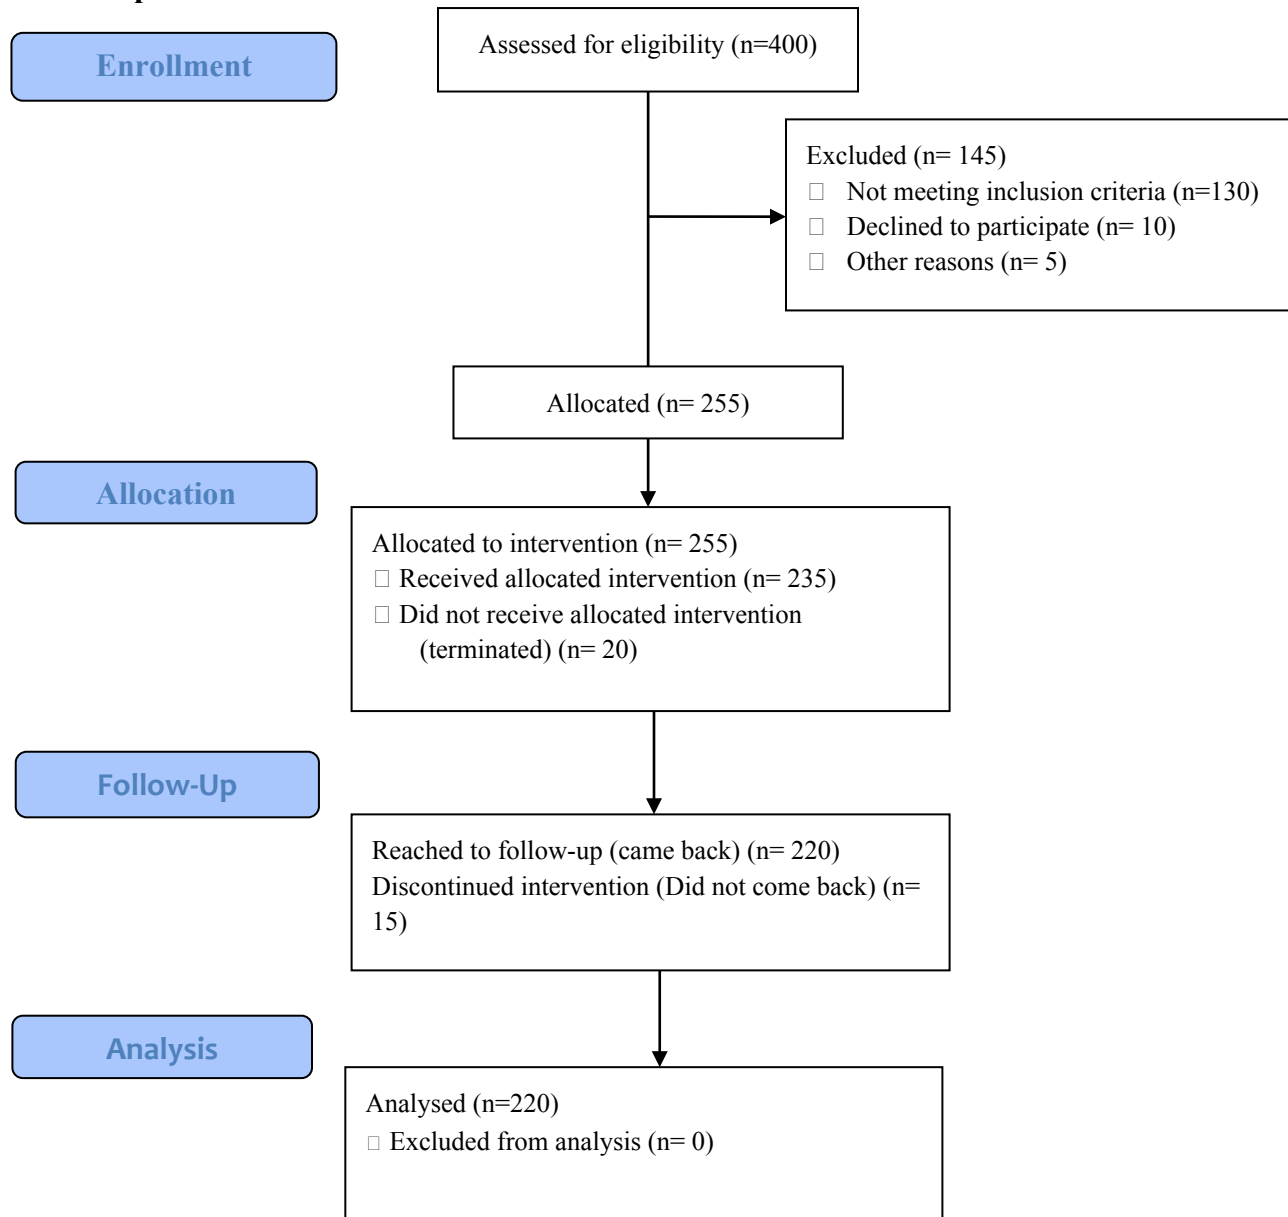 Enrollment
Assessed for eligibility (n=400)
Excluded (n= 145)
□ Not meeting inclusion criteria (n=130)
□ Declined to participate (n= 10)
□ Other reasons (n= 5)
Allocated (n= 255)
Allocation
Allocated to intervention (n= 255)
□ Received allocated intervention (n= 235)
□ Did not receive allocated intervention
(terminated) (n= 20)
Follow-Up
Reached to follow-up (came back) (n= 220)
Discontinued intervention (Did not come back) (n=
15)
Analysis
Analysed (n=220)
□ Excluded from analysis (n= 0)